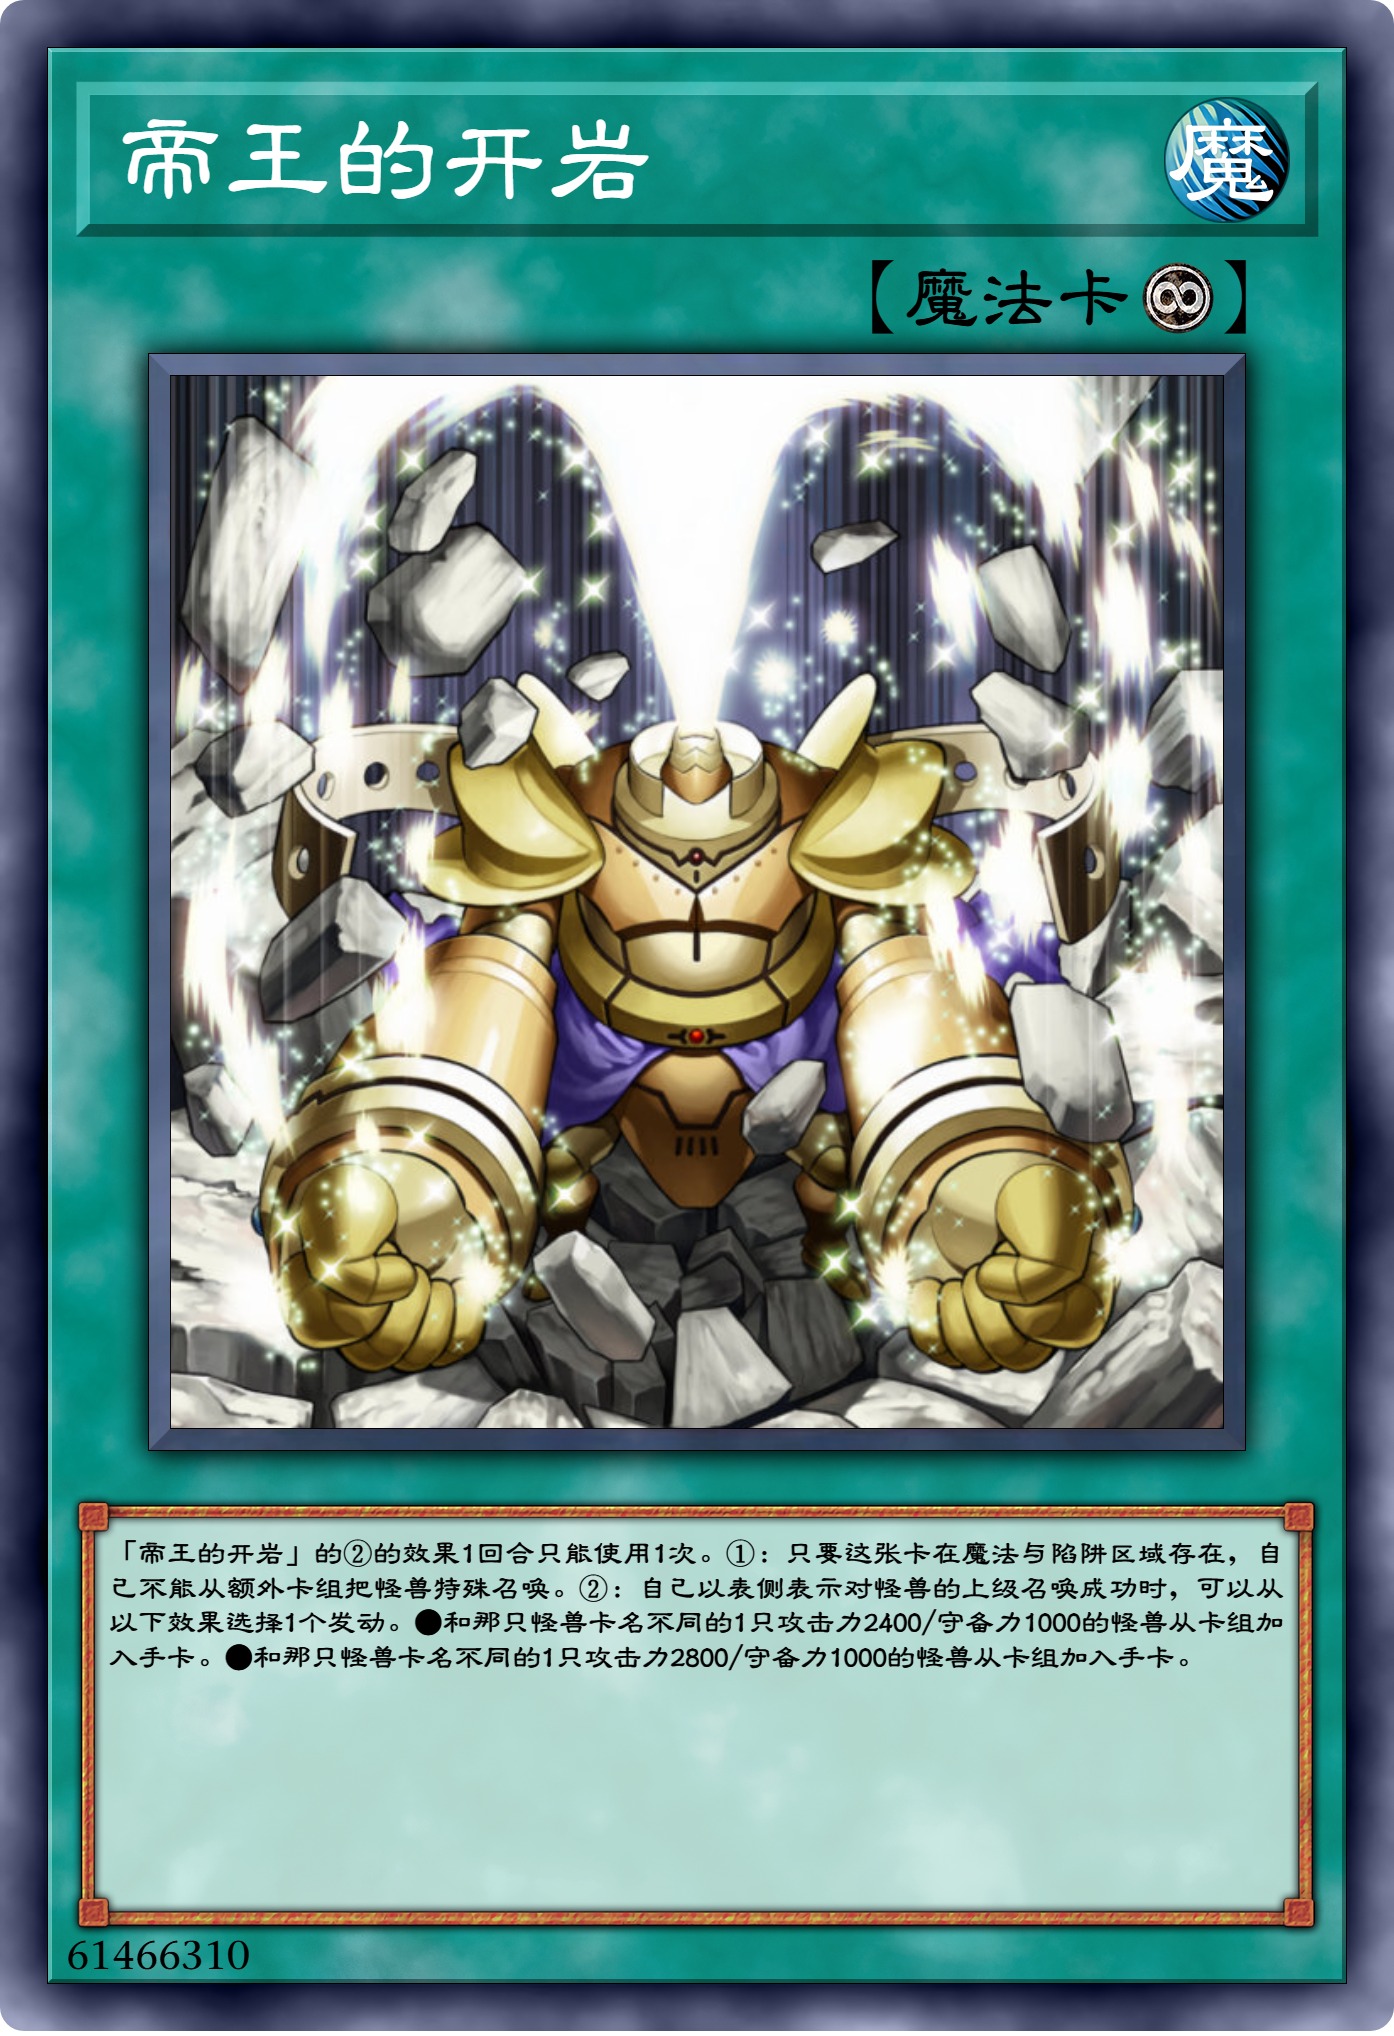 帝王的开岩
魔
【魔法卡】
「帝王的开岩」的②的效果1回合只能使用1次。①：只要这张卡在魔法与陷阱区域存在，自
己不能从额外卡组把怪兽特殊召唤。②：自己以表侧表示对怪兽的上级召唤成功时，可以从
以下效果选择1个发动。●和那只怪兽卡名不同的1只攻击力2400/守备力1000的怪兽从卡组加
入手卡。●和那只怪兽卡名不同的1只攻击力2800/守备力1000的怪兽从卡组加入手卡。
61466310